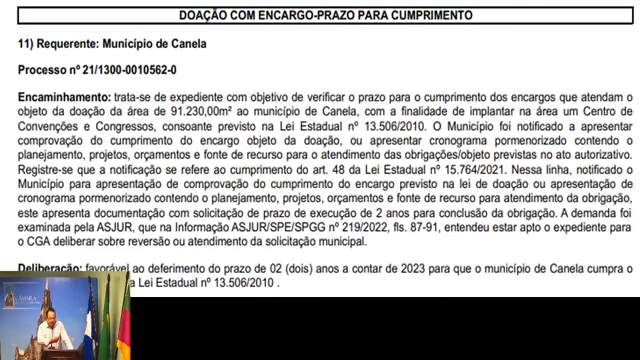 DOAÇÃO COM ENCARGO-PRAZO PARA CUMPRIMENTO
11) Requerente: Município de Canela
Processo nº 21/1300-0010562-0
Encaminhamento: trata-se de expediente com objetivo de verificar o prazo para o cumprimento dos encargos que atendam o
objeto da doação da área de 91.230,00m² ao município de Canela, com a finalidade de implantar na área um Centro de
Convenções e Congressos, consoante previsto na Lei Estadual nº 13.506/2010. O Município foi notificado a apresentar
comprovação do cumprimento do encargo objeto da doação, ou apresentar cronograma pormenorizado contendo o
planejamento, projetos, orçamentos e fonte de recurso para o atendimento das obrigações/objeto previstas no ato autorizativo.
Registre-se que a notificação se refere ao cumprimento do art. 48 da Lei Estadual nº 15.764/2021. Nessa linha, notificado o
Município para apresentação de comprovação do cumprimento do encargo previsto na lei de doação ou apresentação de
cronograma pormenorizado contendo o planejamento, projetos, orçamentos e fonte de recurso para atendimento da obrigação,
este apresenta documentação com solicitação de prazo de execução de 2 anos para conclusão da obrigação. A demanda foi
examinada pela ASJUR, que na Informação ASJUR/SPE/SPGG nº 219/2022, fls. 87-91, entendeu estar apto o expediente para
o CGA deliberar sobre reversão ou atendimento da solicitação municipal.
Deliberação: favorável ao deferimento do prazo de 02 (dois) anos a contar de 2023 para que o município de Canela cumpra o
a Lei Estadual nº 13.506/2010 .
CÂMARA